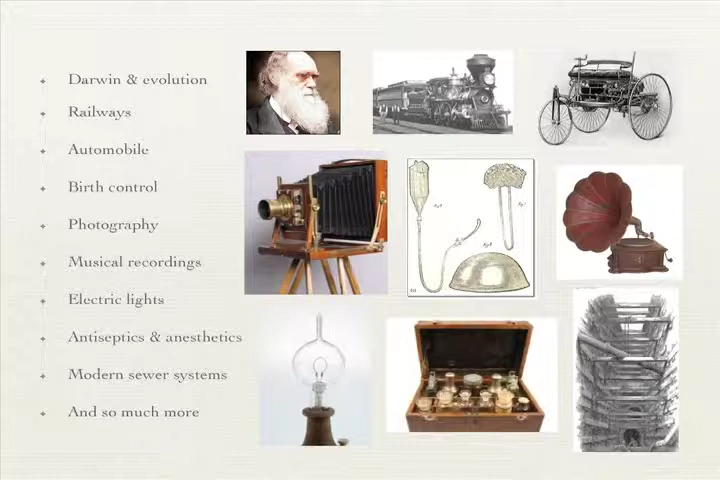 Darwin & evolution
Railways
Automobile
Birth control
Photography
Musical recordings
Electric lights
Antiseptics & anesthetics
Modern sewer systems
And so much more